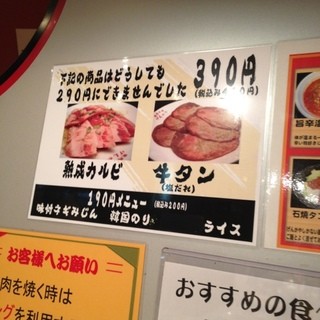 下記の商品はどうしても
290円にできませんでした
390円
熟成カルビ
牛タン
(塩だれ)
190円メニュー (税込み200円)
味付ネギみじん 韓国のり ライス
旨辛
石焼
お客様へお願い
肉を焼く時は
おすすめの食べ